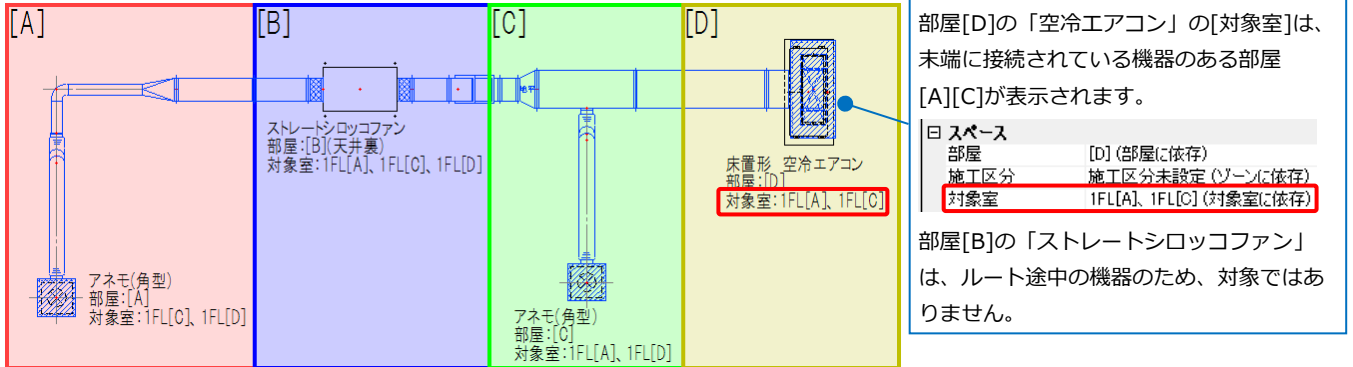 [A]
[B]
[C]
[D]
ストレートシロッコファン
部屋:[B](天井裏)
対象室:1FL[A]、1FL[C]、1FL[D]
床置形 空冷エアコン
部屋:[D]
対象室:1FL[A]、1FL[C]
アネモ(角型)
部屋:[A]
対象室:1FL[C]、1FL[D]
アネモ(角型)
部屋:[C]
対象室:1FL[A]、1FL[D]
部屋[D]の「空冷エアコン」の[対象室]は、
末端に接続されている機器のある部屋
[A][C]が表示されます。
スペース
部屋 [D] (部屋に依存)
施工区分 施工区分未設定 (ゾーンに依存)
対象室 1FL[A]、1FL[C] (対象室に依存)
部屋[B]の「ストレートシロッコファン」
は、ルート途中の機器のため、対象ではあ
りません。